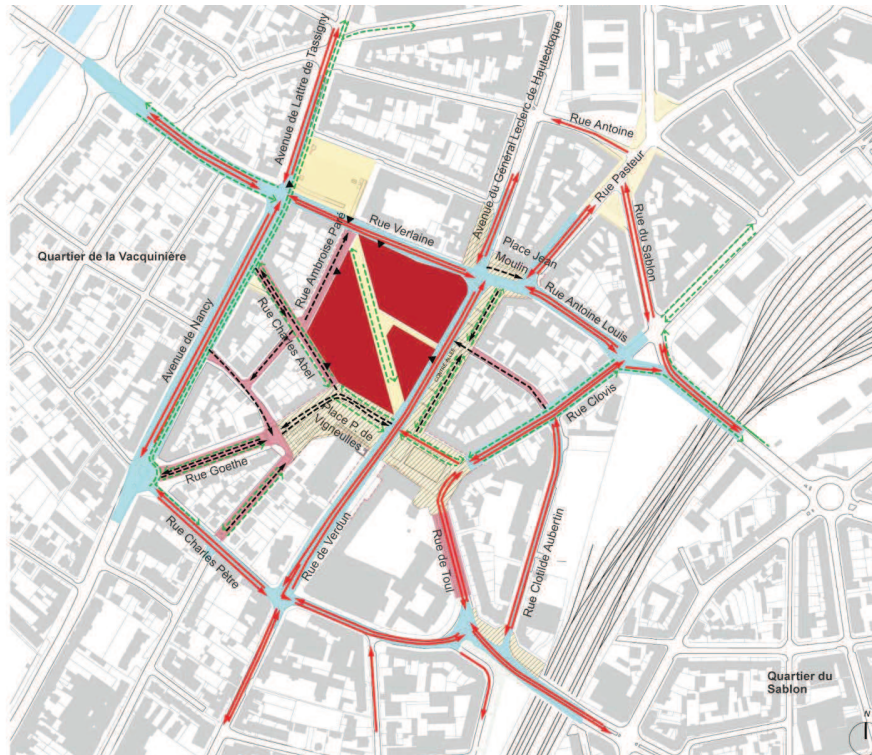 Avenue de Lattre de Tassigny
Avenue du Général Leclerc de Hautecloque
Rue Antoine
Rue Pasteur
Rue du Sablon
Rue Verlaine
Place Jean
Moulin
Rue Ambroise Paré
Quartier de la Vacquinière
Rue Antoine Louis
Avenue de Nancy
Rue Charles Abel
Rue Clovis
Place P. de
Vigneulles
Rue Goethe
Rue de Verdun
Rue Charles Pêtre
Rue de Toul
Rue Clotilde Aubertin
Quartier du
Sablon
N